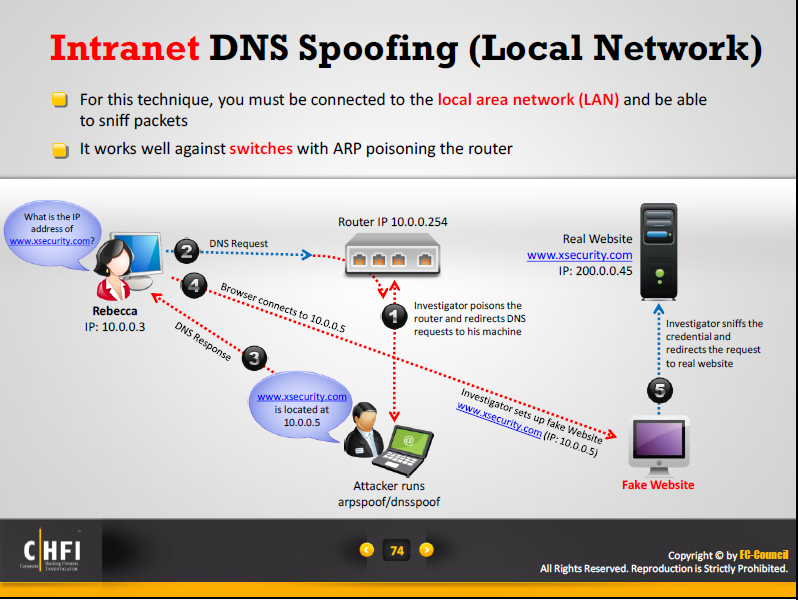 Intranet DNS Spoofing (Local Network)
For this technique, you must be connected to the local area network (LAN) and be able
to sniff packets
It works well against switches with ARP poisoning the router
What is the IP
address of
www.xsecurity.com?
Rebecca
IP: 10.0.0.3
2
DNS Request
Router IP 10.0.0.254
Real Website
www.xsecurity.com
IP: 200.0.0.45
4
Browser connects to 10.0.0.5
1
Investigator poisons the
router and redirects DNS
requests to his machine
DNS Response
3
Investigator sniffs the
credential and
redirects the request
to real website
5
www.xsecurity.com
is located at
10.0.0.5
@
Investigator sets up fake Website
www.xsecurity.com (IP: 10.0.0.5)
Attacker runs
arpspoof/dnsspoof
Fake Website
CHFI
Computer Hacking Forensic
INVESTIGATOR
74
Copyright © by EC-Council
All Rights Reserved. Reproduction is Strictly Prohibited.